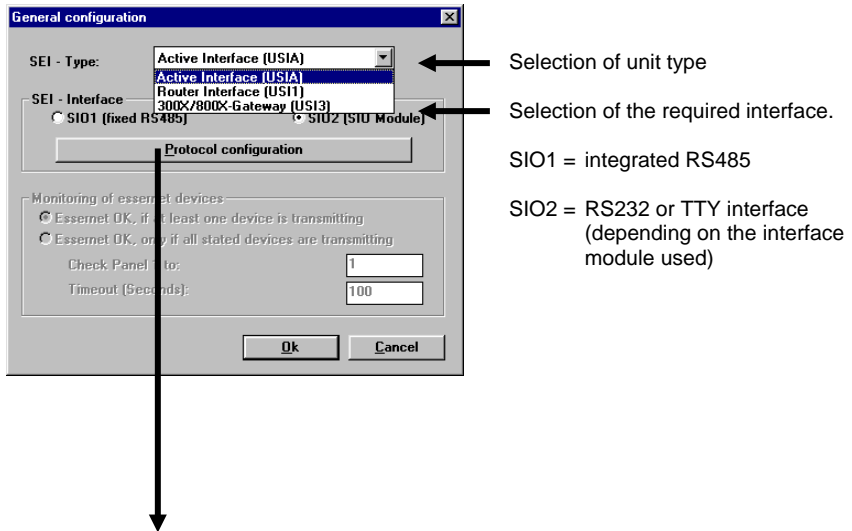 General configuration
SEI - Type:
Active Interface (USIA)
Active Interface (USIA)
Router Interface (USI1)
300X/800X-Gateway (USI3)
SEI - Interface
SIO1 (fixed RS485)
SIO2 (SIO Module)
Protocol configuration
Monitoring of essernet devices
Essernet OK, if at least one device is transmitting
Essernet OK, only if all stated devices are transmitting
Check Panel to:
1
Timeout (Seconds):
100
Ok
Cancel
Selection of unit type
Selection of the required interface.
SIO1 = integrated RS485
SIO2 = RS232 or TTY interface
(depending on the interface
module used)